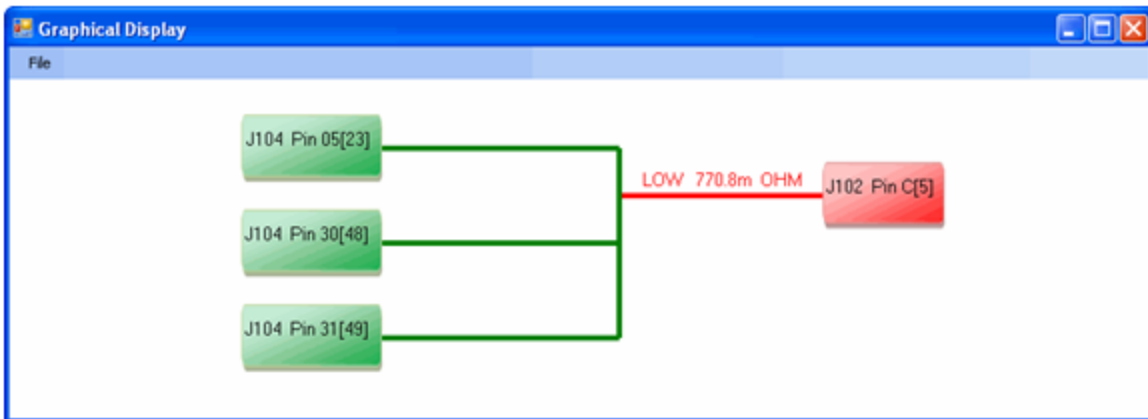 Graphical Display
File
J104 Pin 05[23]
LOW 770.8m OHM
J102 Pin C[5]
J104 Pin 30[48]
J104 Pin 31[49]